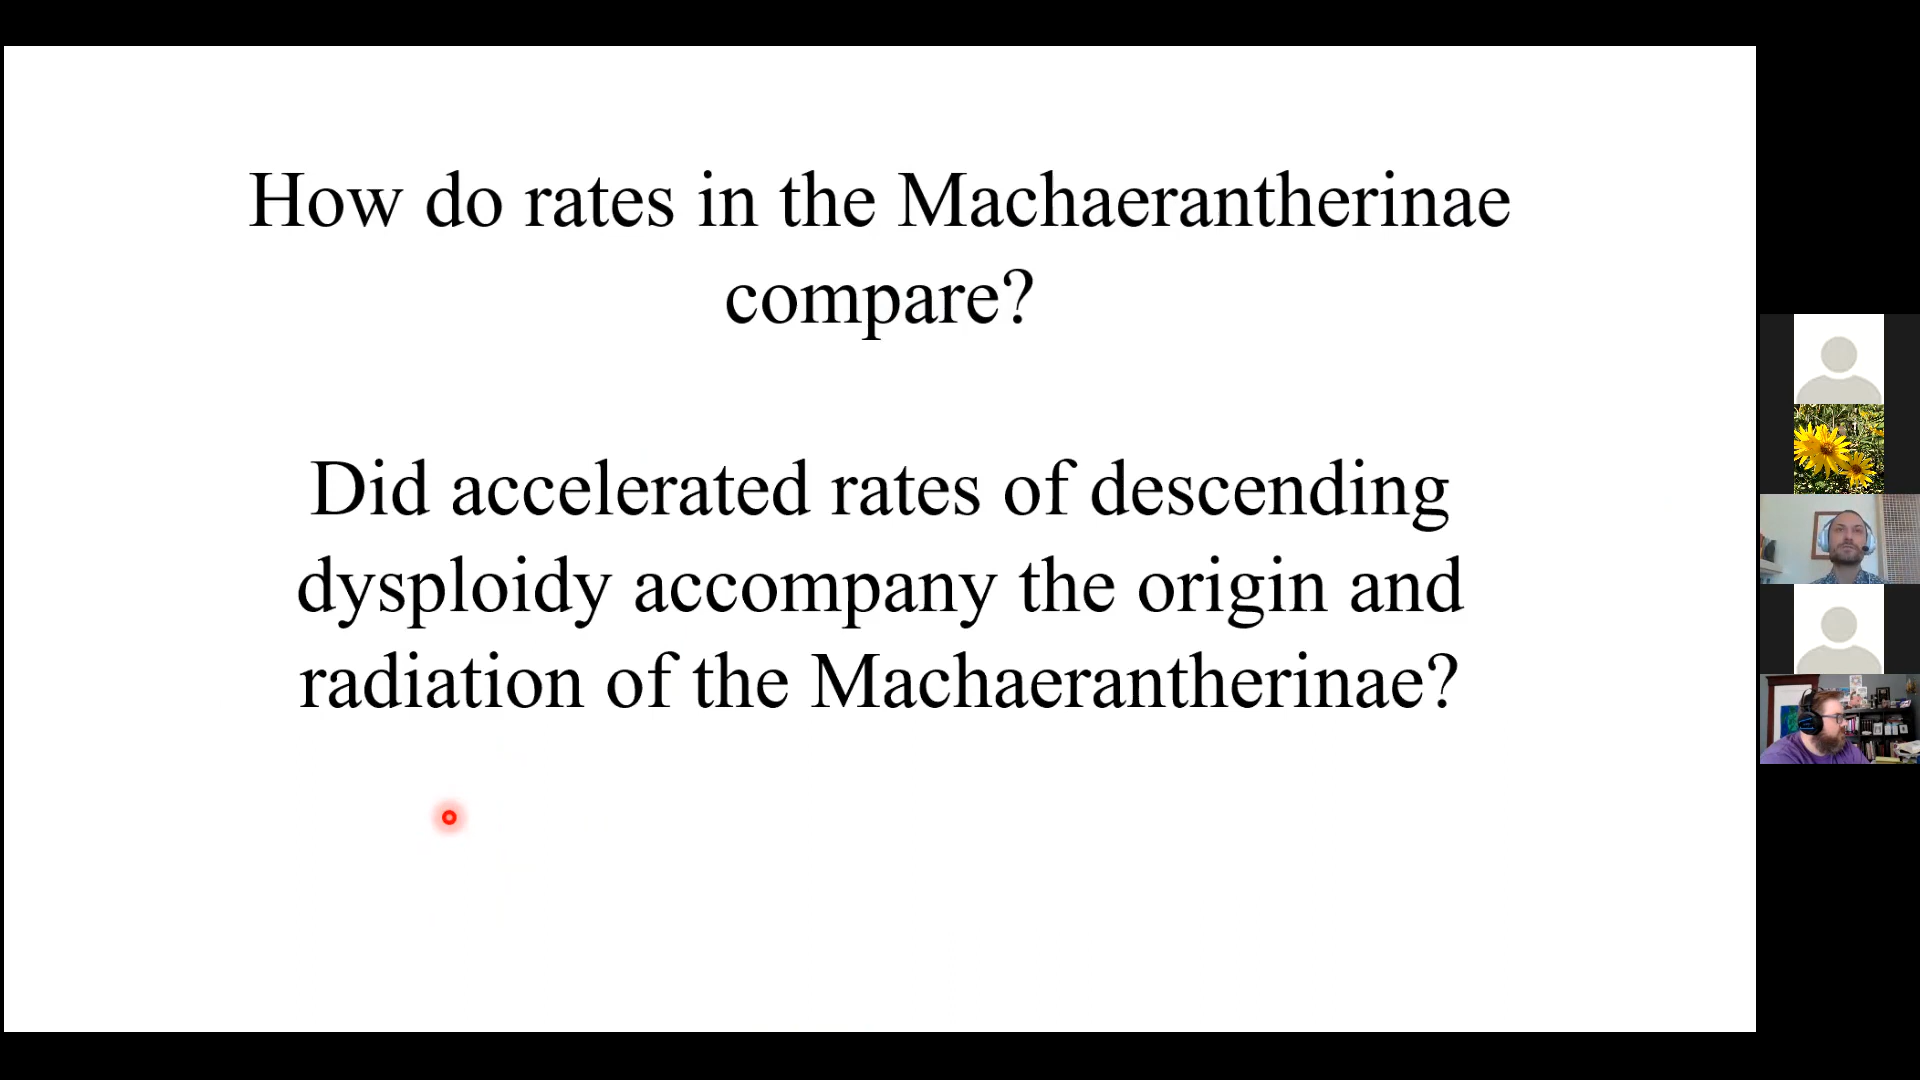 How do rates in the Machaerantherinae
compare?
Did accelerated rates of descending
dysploidy accompany the origin and
radiation of the Machaerantherinae?